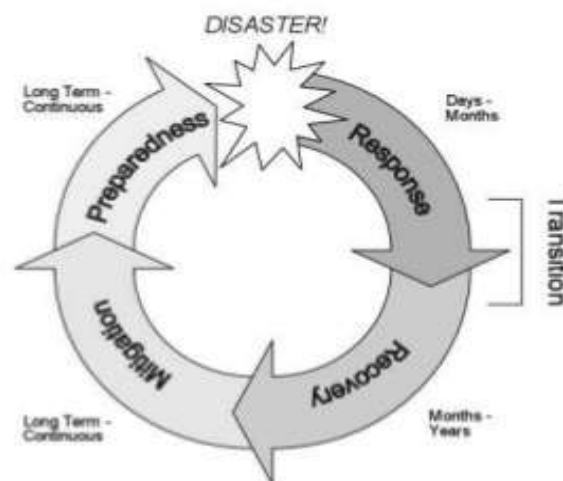 DISASTER!
Long Term -
Continuous
Days -
Months
Preparedness
Response
Transition
Mitigation
Recovery
Long Term -
Continuous
Months -
Years